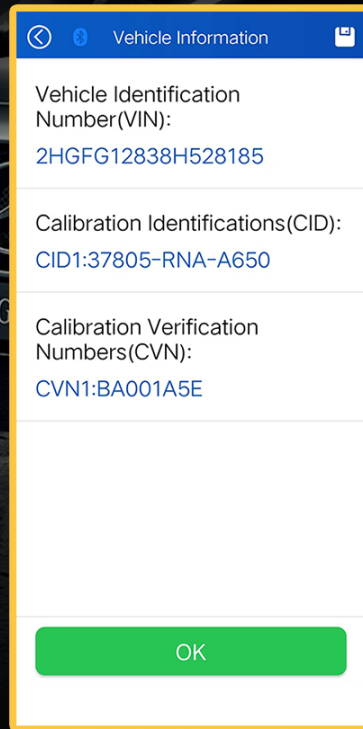 Vehicle Information
Vehicle Identification
Number(VIN):
2HGFG12838H528185
Calibration Identifications(CID):
CID1:37805-RNA-A650
Calibration Verification
Numbers(CVN):
CVN1:BA001A5E
OK